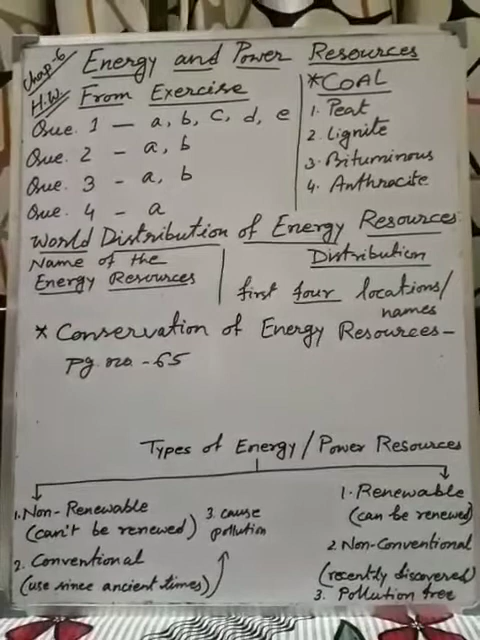 Chap-6
Energy and Power Resources
H.W.
From Exercise
Que. 1 — a, b, c, d, e
Que. 2 - a, b
Que. 3 - a, b
Que. 4 - a
*COAL
1. Peat
2. Lignite
3. Bituminous
4. Anthracite
World Distribution of Energy Resources
Name of the
Energy Resources
Distribution
first four locations/
names
* Conservation of Energy Resources-
pg. no. - 65
Types of Energy/Power Resources
1. Non-Renewable
(can't be renewed)
2. Conventional
(use since ancient times)
3. cause
pollution
1. Renewable
(can be renewed)
2. Non-Conventional
(recently discovered)
3. Pollution free